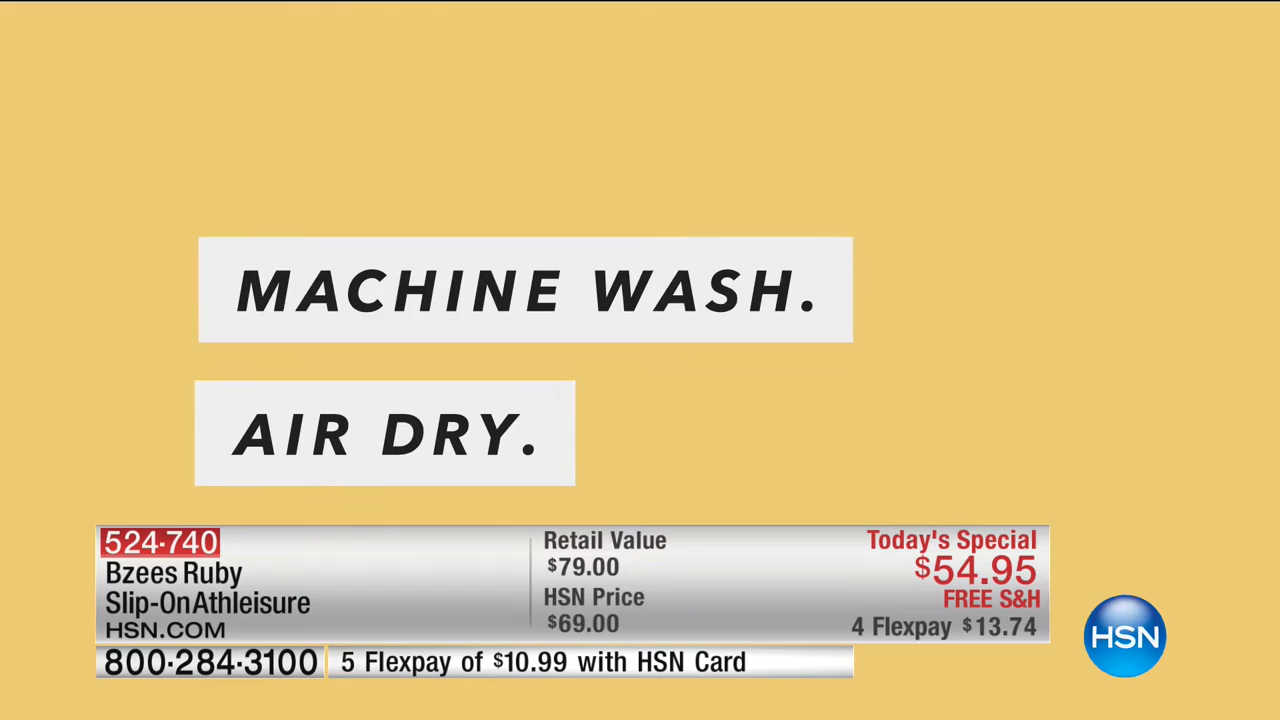 MACHINE WASH.
AIR DRY.
524-740
Bzees Ruby
Slip-On Athleisure
HSN.COM
Retail Value
$79.00
HSN Price
$69.00
Today's Special
$54.95
FREE S&H
4 Flexpay $13.74
800-284-3100
5 Flexpay of $10.99 with HSN Card
HSN